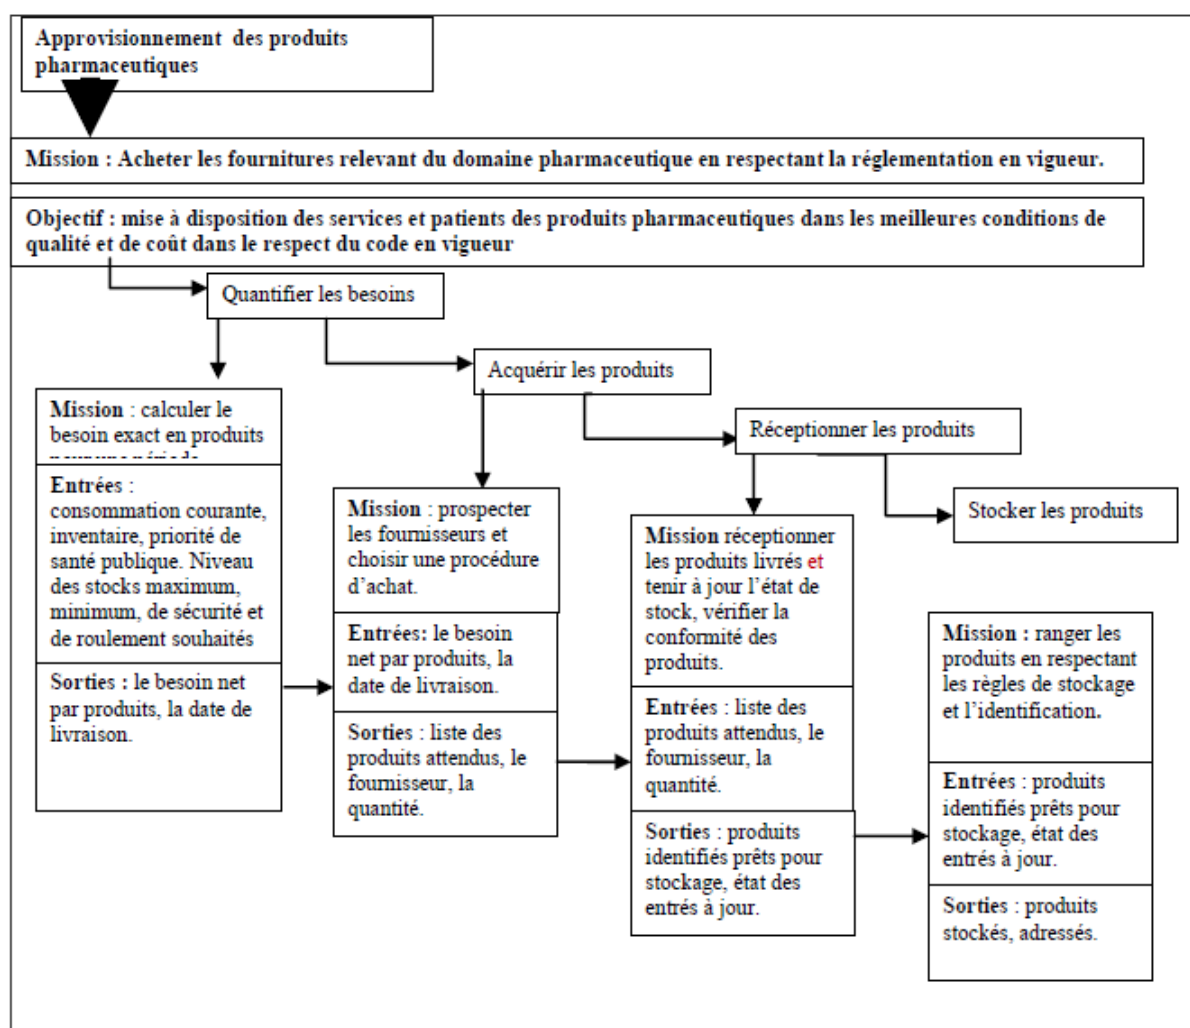 Approvisionnement des produits
pharmaceutiques
Mission : Acheter les fournitures relevant du domaine pharmaceutique en respectant la réglementation en vigueur.
Objectif : mise à disposition des services et patients des produits pharmaceutiques dans les meilleures conditions de
qualité et de coût dans le respect du code en vigueur
Quantifier les besoins
Acquérir les produits
Réceptionner les produits
Stocker les produits
Mission : calculer le
besoin exact en produits
Entrées :
consommation courante,
inventaire, priorité de
santé publique. Niveau
des stocks maximum,
minimum, de sécurité et
de roulement souhaités
Sorties : le besoin net
par produits, la date de
livraison.
Mission : prospecter
les fournisseurs et
choisir une procédure
d’achat.
Entrées: le besoin
net par produits, la
date de livraison.
Sorties : liste des
produits attendus, le
fournisseur, la
quantité.
Mission réceptionner
les produits livrés et
tenir à jour l’état de
stock, vérifier la
conformité des
produits.
Entrées : liste des
produits attendus, le
fournisseur, la
quantité.
Sorties : produits
identifiés prêts pour
stockage, état des
entrés à jour.
Mission : ranger les
produits en respectant
les règles de stockage
et l’identification.
Entrées : produits
identifiés prêts pour
stockage, état des
entrés à jour.
Sorties : produits
stockés, adressés.